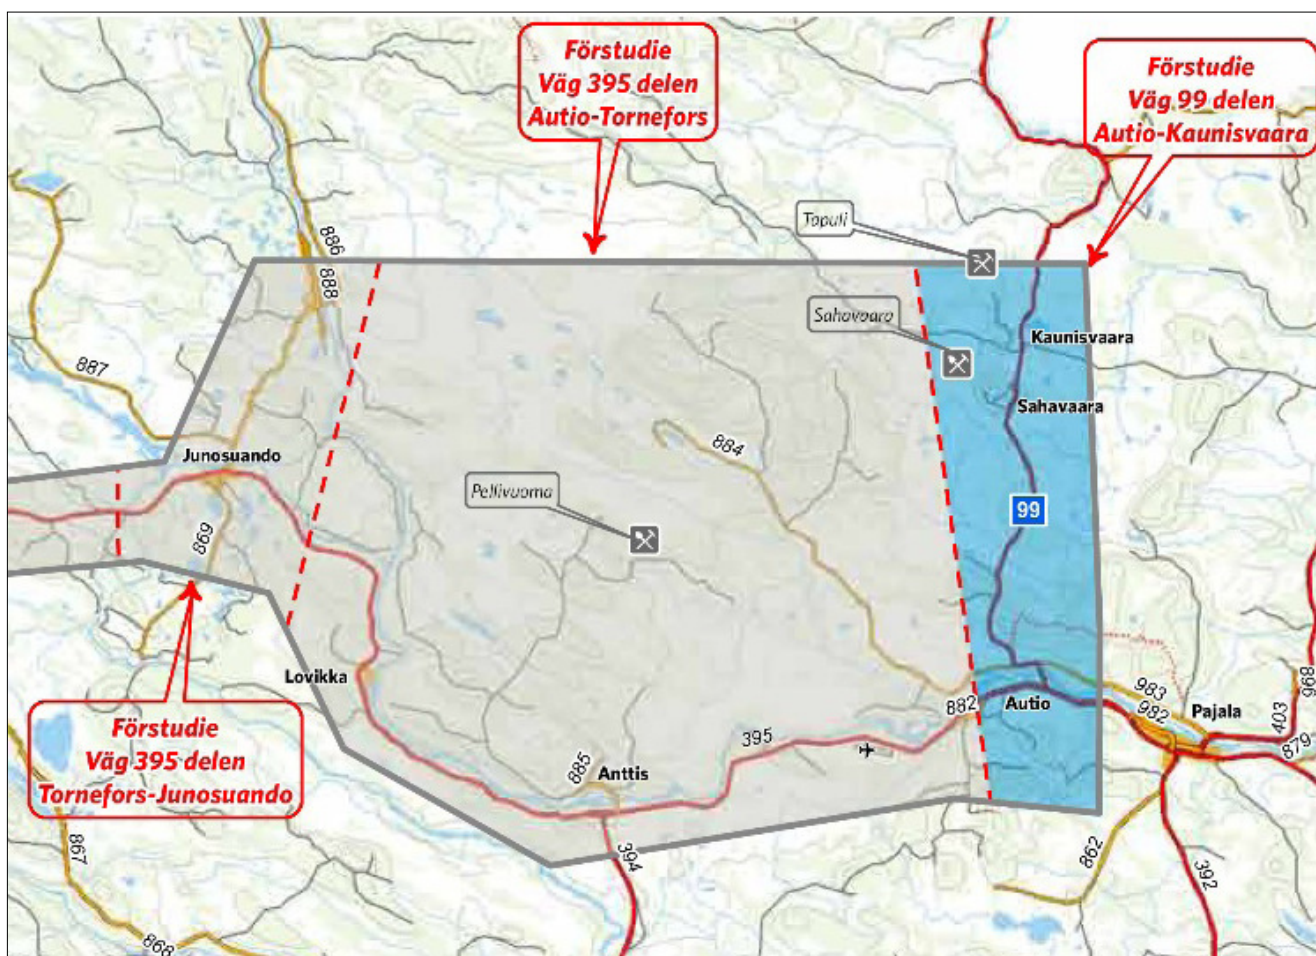 Förstudie
Väg 395 delen
Autio-Tornefors
Förstudie
Väg 99 delen
Autio-Kaunisvaara
Tapuli
886
888
Sahavaara
Kaunisvaara
887
Sahavaara
884
Junosuando
Pellivuoma
99
869
Lovikka
983
882
Autio
982
Pajala
403
868
879
Förstudie
Väg 395 delen
Tornefors-Junosuando
395
885
Anttis
867
394
862
392
868